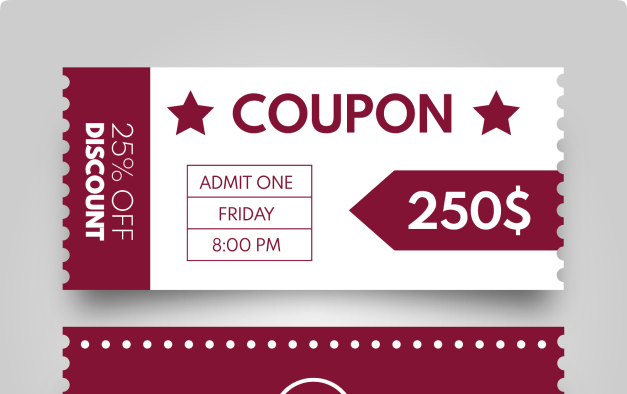 25% OFF
DISCOUNT
COUPON
ADMIT ONE
FRIDAY
8:00 PM
250$